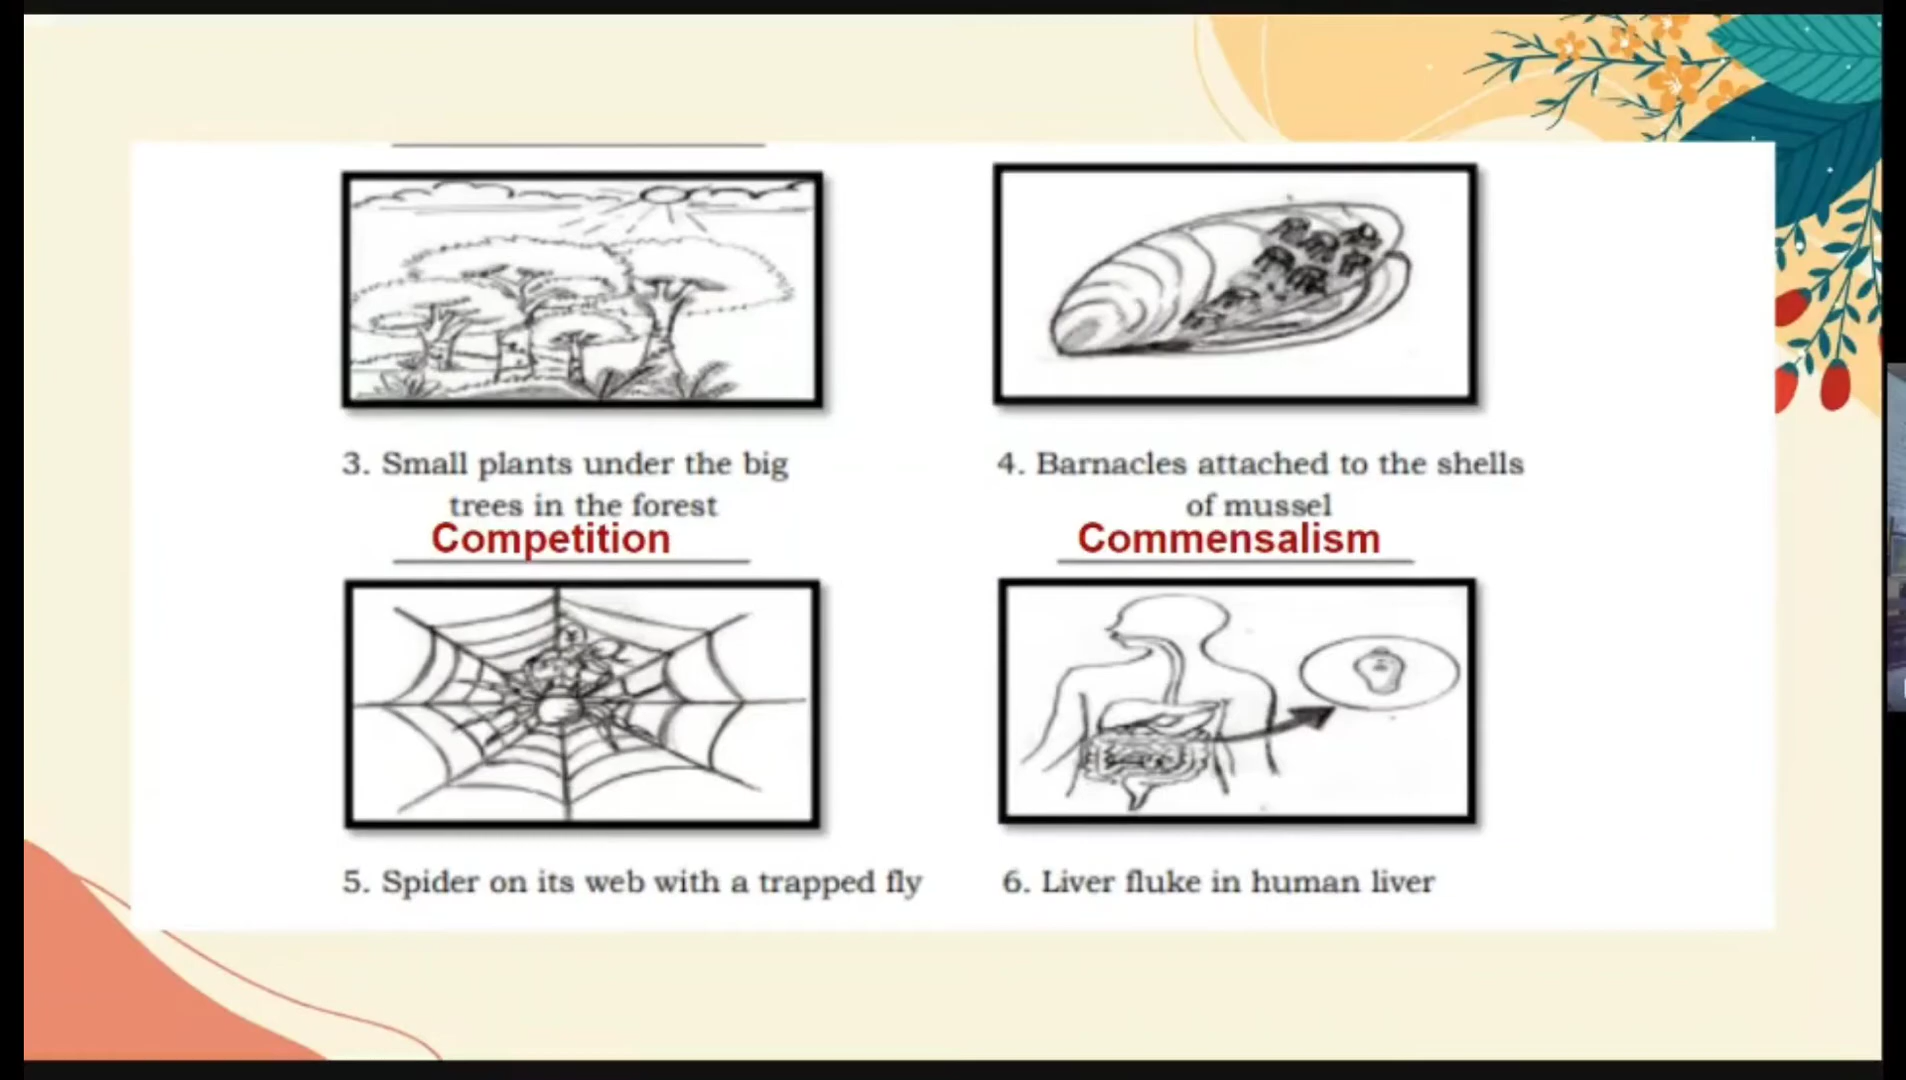 3. Small plants under the big
trees in the forest
Competition
4. Barnacles attached to the shells
of mussel
Commensalism
5. Spider on its web with a trapped fly
6. Liver fluke in human liver